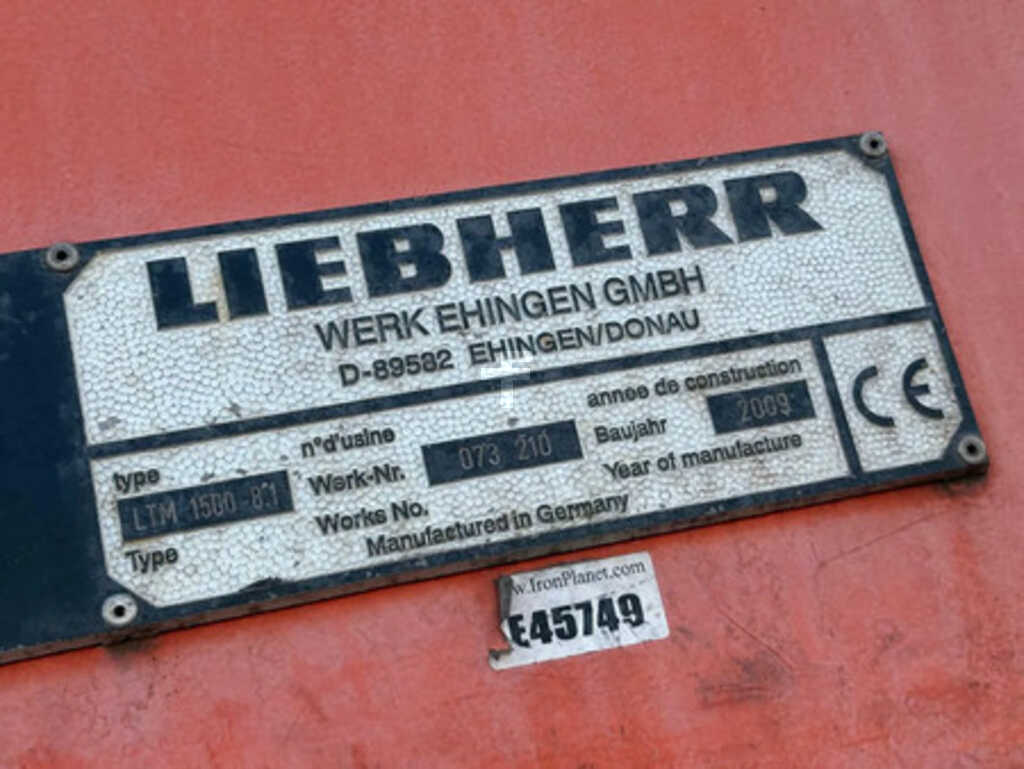 LIEBHERR
WERK EHINGEN GMBH
D-89582 EHINGEN/DONAU
type
LTM 1500-8.1
Type
n°d'usine
Werk-Nr. 073 210
Works No.
annee de construction
Baujahr 2009
Year of manufacture
Manufactured in Germany
CE
w.IronPlanet.com
E45749